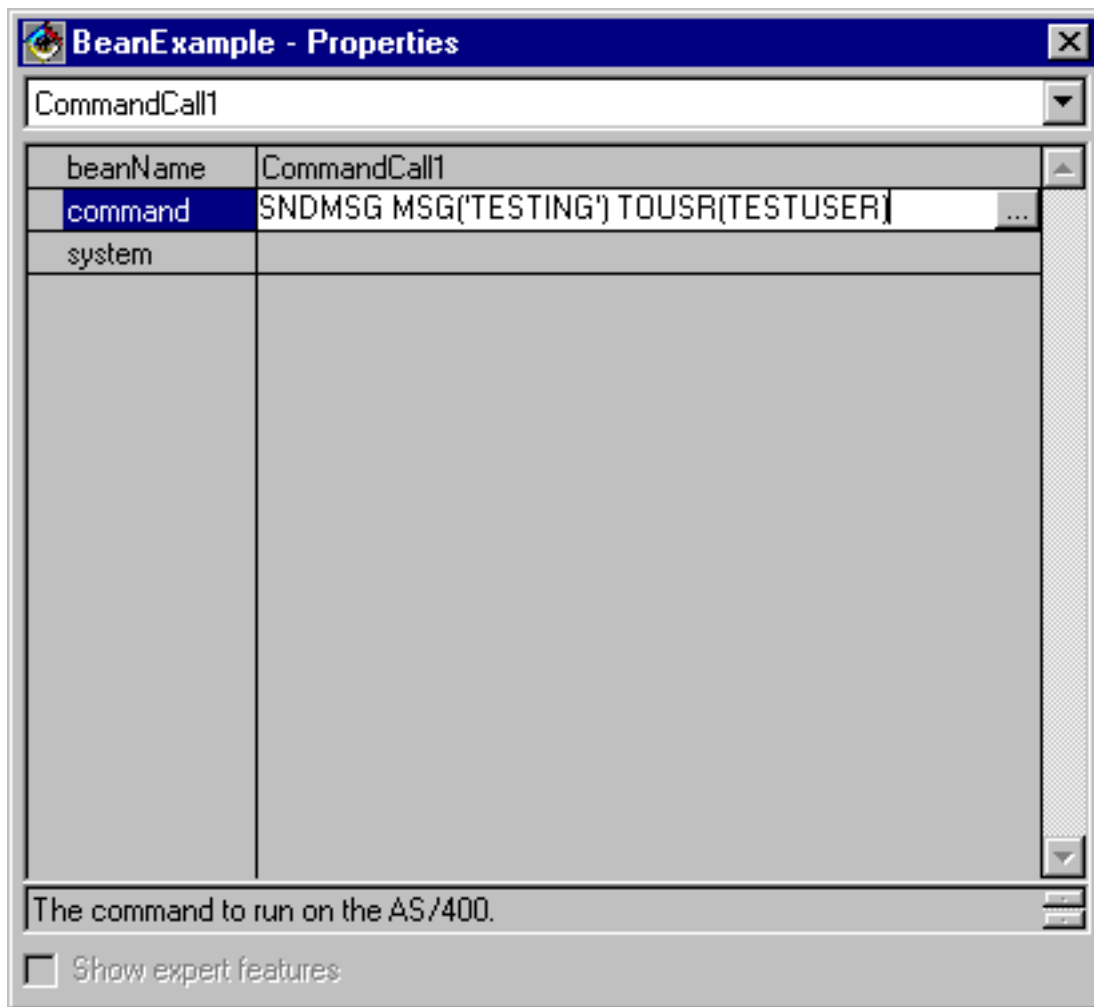 BeanExample - Properties
CommandCall1
beanName CommandCall1
command SNDMSG MSG('TESTING') TOUSR(TESTUSER) ...
system
The command to run on the AS/400.
Show expert features